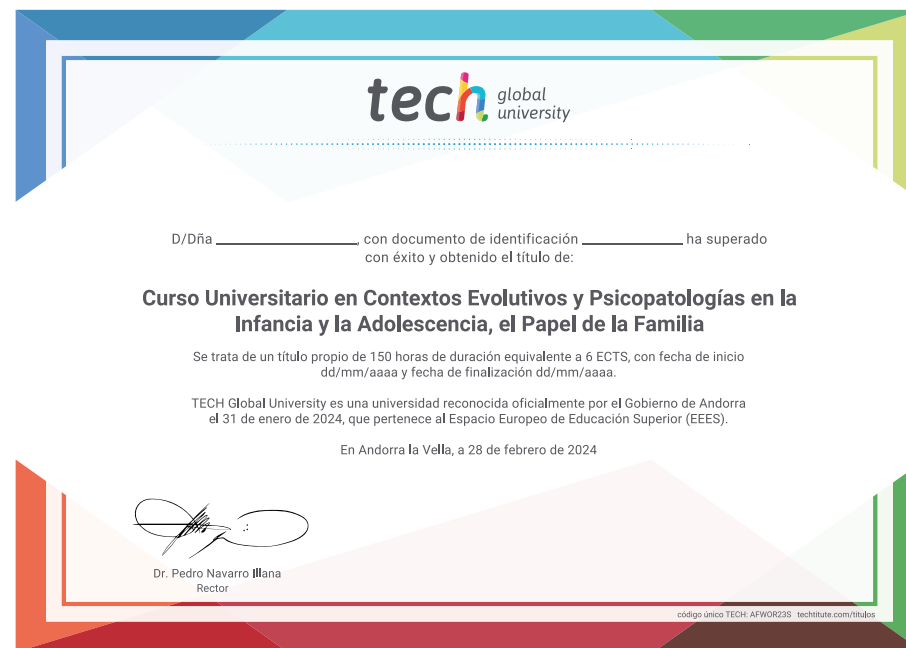 tech global university
D/Dña ________________, con documento de identificación ____________ ha superado
con éxito y obtenido el título de:
Curso Universitario en Contextos Evolutivos y Psicopatologías en la
Infancia y la Adolescencia, el Papel de la Familia
Se trata de un título propio de 150 horas de duración equivalente a 6 ECTS, con fecha de inicio
dd/mm/aaaa y fecha de finalización dd/mm/aaaa.
TECH Global University es una universidad reconocida oficialmente por el Gobierno de Andorra
el 31 de enero de 2024, que pertenece al Espacio Europeo de Educación Superior (EEES).
En Andorra la Vella, a 28 de febrero de 2024
Dr. Pedro Navarro Illana
Rector
código único TECH: AFWOR23S techtitute.com/titulos